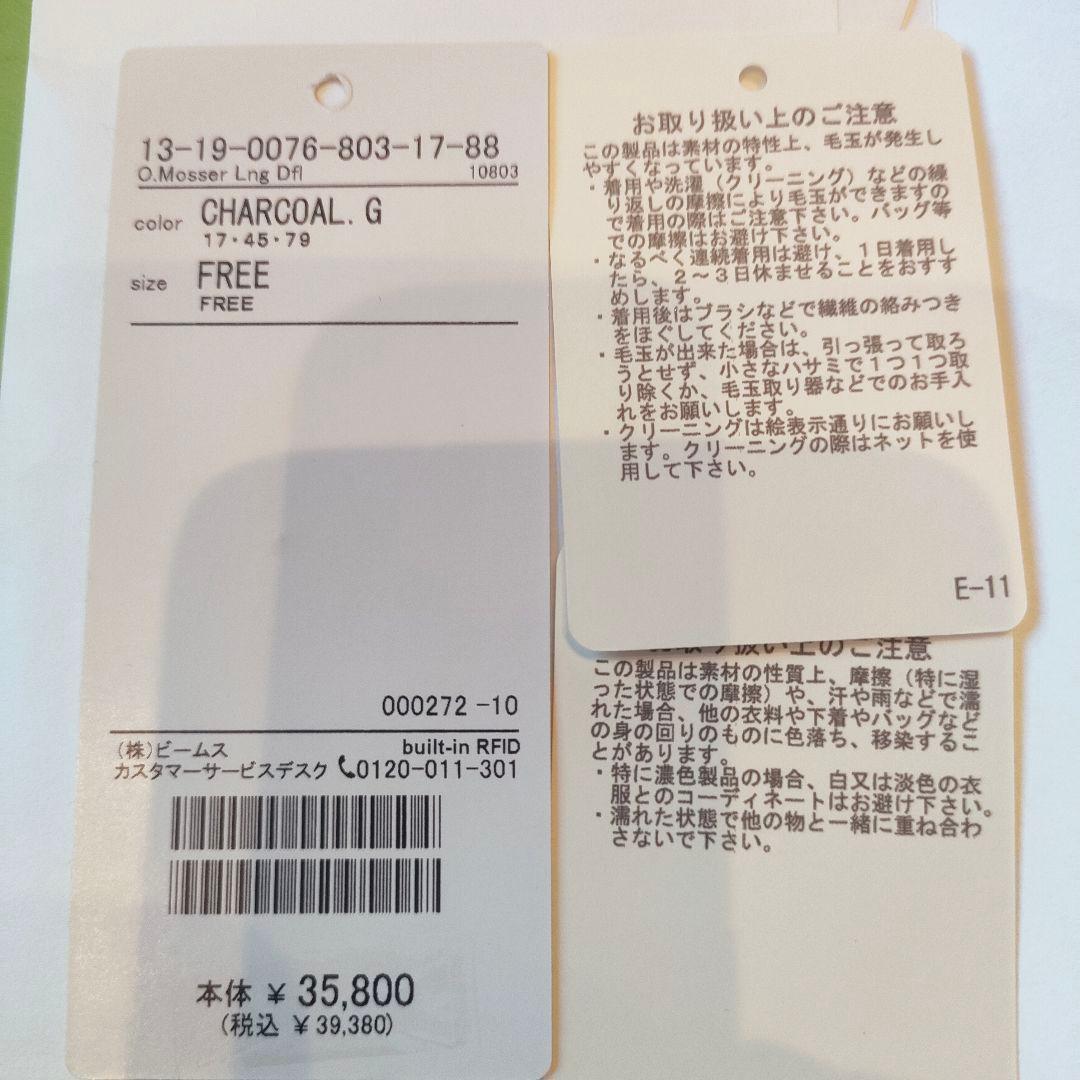 13-19-0076-803-17-88
O.Mosser Lng Dfl 10803
color CHARCOAL. G
17・45・79
size FREE
FREE
000272 -10
(株)ビームス built-in RFID
カスタマーサービスデスク 0120-011-301
本体 ¥ 35,800
(税込 ¥39,380)
お取り扱い上のご注意
この製品は素材の特性上、毛玉が発生し
やすくなっています。
・着用や洗濯（クリーニング）などの繰
り返しの摩擦により毛玉ができますの
で着用の際はご注意下さい。バッグ等
での摩擦はお避け下さい。
・なるべく連続着用は避け、１日着用し
たら、２～３日休ませることをおすす
めします。
・着用後はブラシなどで繊維の絡みつき
をほぐしてください。
・毛玉が出来た場合は、引っ張って取ろ
うとせず、小さなハサミで１つ１つ取
り除くか、毛玉取り器などでのお手入
れをお願いします。
・クリーニングは絵表示通りにお願いし
ます。クリーニングの際はネットを使
用して下さい。
E-11
お取り扱い上のご注意
この製品は素材の性質上、摩擦（特に湿
った状態での摩擦）や、汗や雨などで濡
れた場合、他の衣料や下着やバッグなど
の身の回りのものに色落ち、移染するこ
とがあります。
・特に濃色製品の場合、白又は淡色の衣
服とのコーディネートはお避け下さい。
・濡れた状態で他の物と一緒に重ね合わ
さないで下さい。